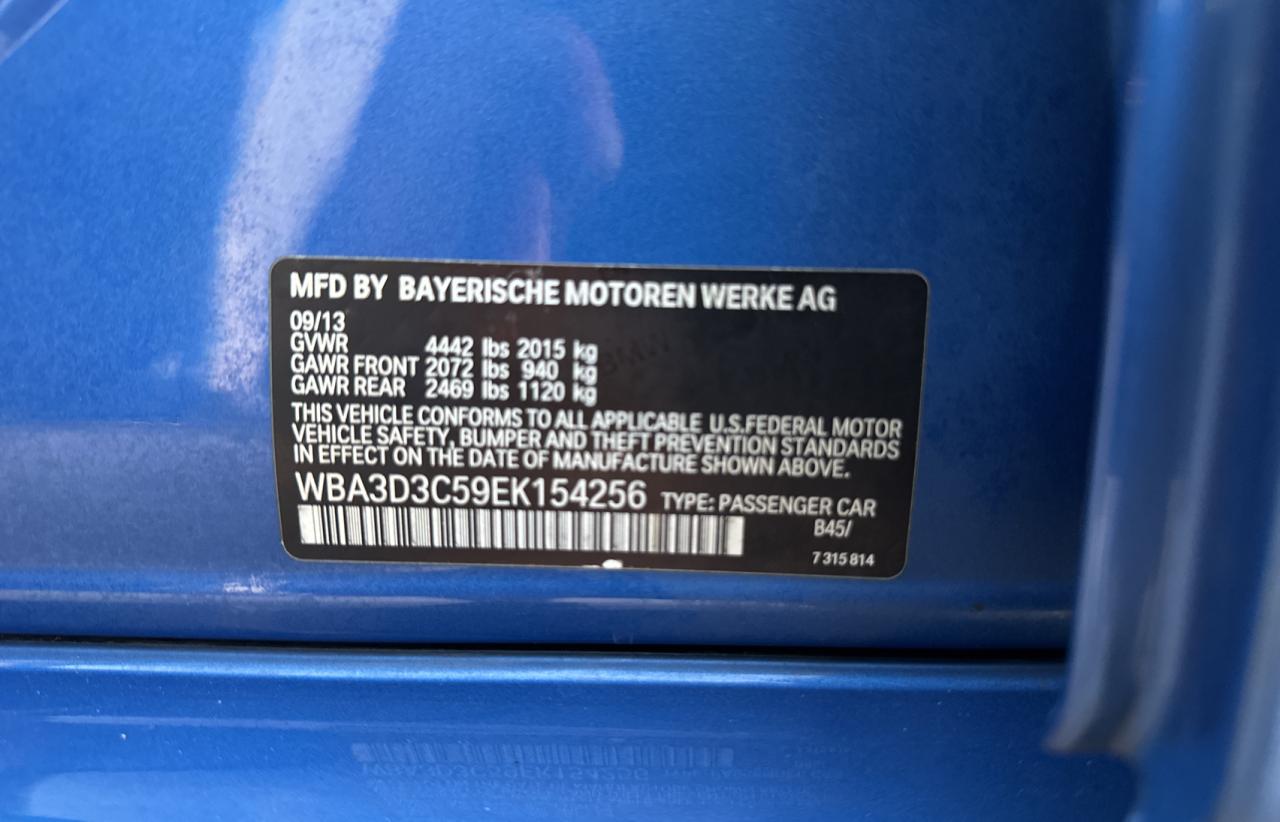 MFD BY BAYERISCHE MOTOREN WERKE AG
09/13
GVWR 4442 lbs 2015 kg
GAWR FRONT 2072 lbs 940 kg
GAWR REAR 2469 lbs 1120 kg
THIS VEHICLE CONFORMS TO ALL APPLICABLE U.S.FEDERAL MOTOR
VEHICLE SAFETY, BUMPER AND THEFT PREVENTION STANDARDS
IN EFFECT ON THE DATE OF MANUFACTURE SHOWN ABOVE.
WBA3D3C59EK154256 TYPE: PASSENGER CAR
B45/
7 315 814